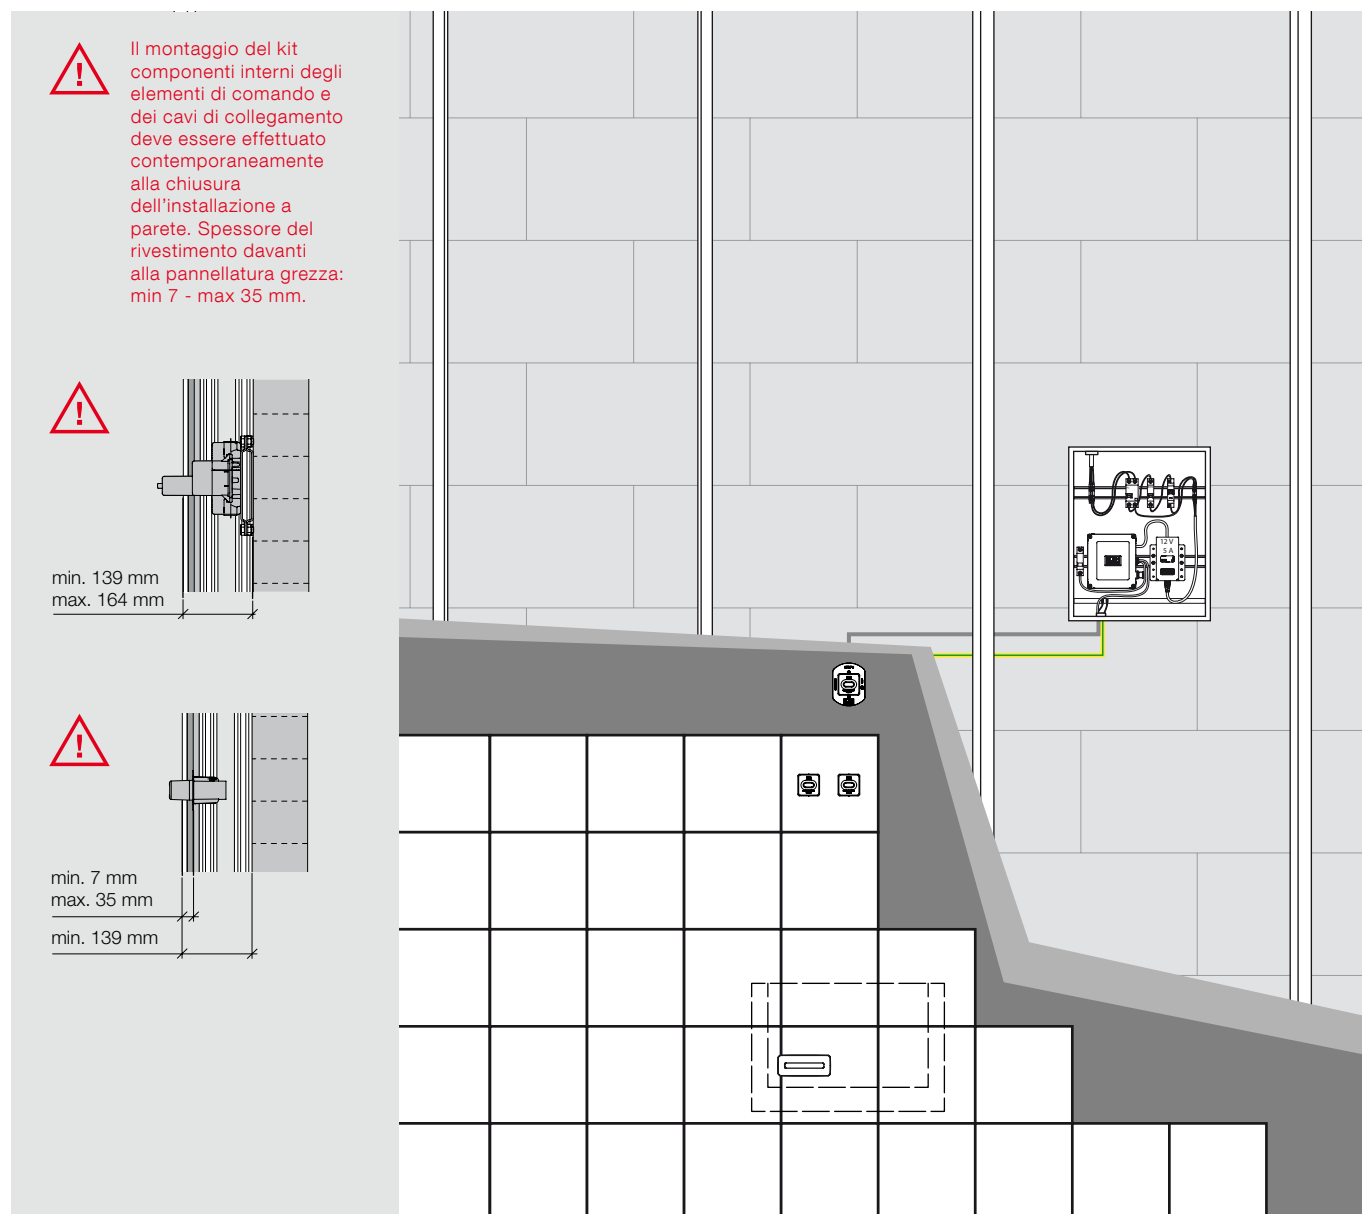 Il montaggio del kit
componenti interni degli
elementi di comando e
dei cavi di collegamento
deve essere effettuato
contemporaneamente
alla chiusura
dell'installazione a
parete. Spessore del
rivestimento davanti
alla pannellatura grezza:
min 7 - max 35 mm.
min. 139 mm
max. 164 mm
min. 7 mm
max. 35 mm
min. 139 mm
12 V
5 A